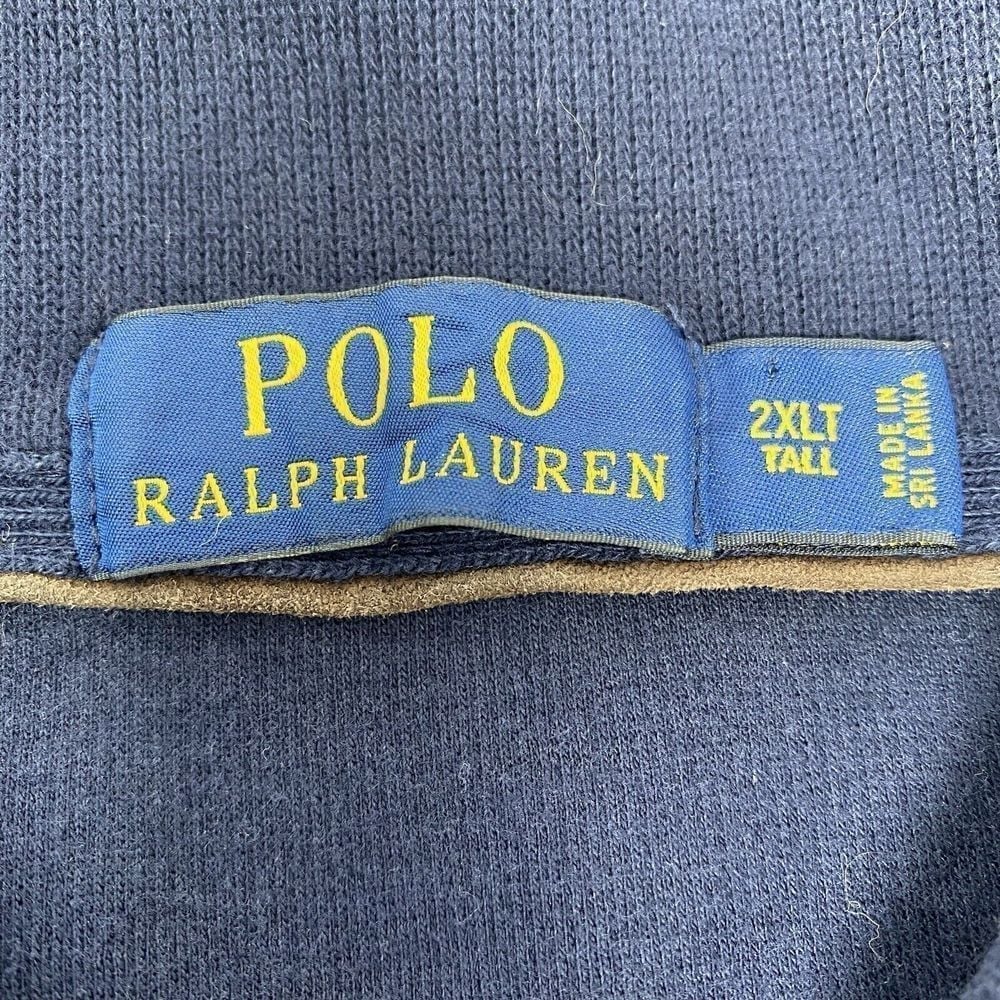 POLO
RALPH LAUREN
2XLT
TALL
MADE IN
SRI LANKA